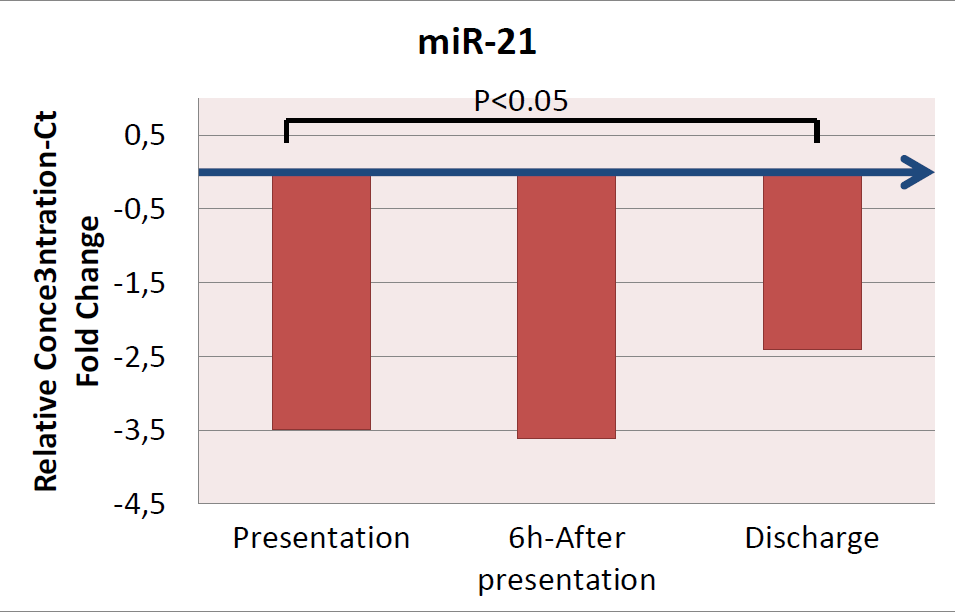 miR-21
P<0.05
Relative Conce3ntration-Ct
Fold Change
0,5
-0,5
-1,5
-2,5
-3,5
-4,5
Presentation
6h-After
presentation
Discharge